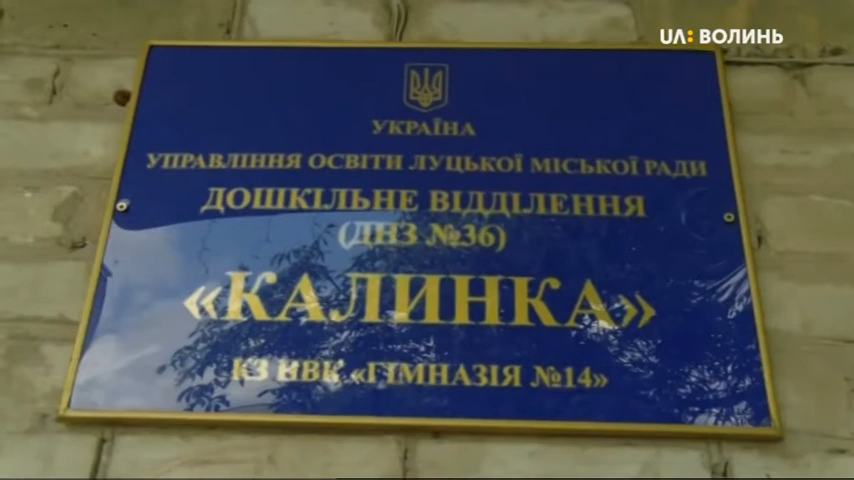 UA: ВОЛИНЬ
УКРАЇНА
УПРАВЛІННЯ ОСВІТИ ЛУЦЬКОЇ МІСЬКОЇ РАДИ
ДОШКІЛЬНЕ ВІДДІЛЕННЯ
(ДНЗ №36)
«КАЛИНКА»
КЗ НВК «ГІМНАЗІЯ №14»